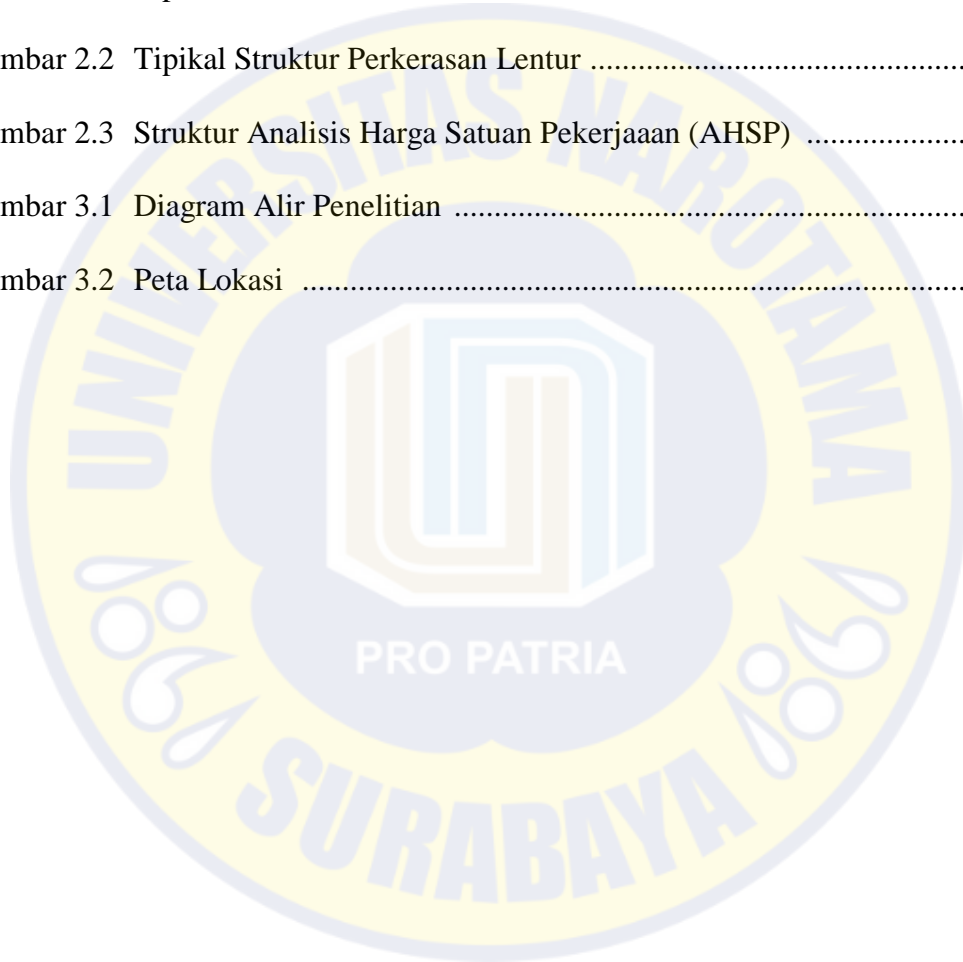 mbar 2.2 Tipikal Struktur Perkerasan Lentur ................................................
mbar 2.3 Struktur Analisis Harga Satuan Pekerjaaan (AHSP) ....................
mbar 3.1 Diagram Alir Penelitian .................................................................
mbar 3.2 Peta Lokasi ....................................................................................
UNIVERSITAS NAROTAMA
PRO PATRIA
SURABAYA